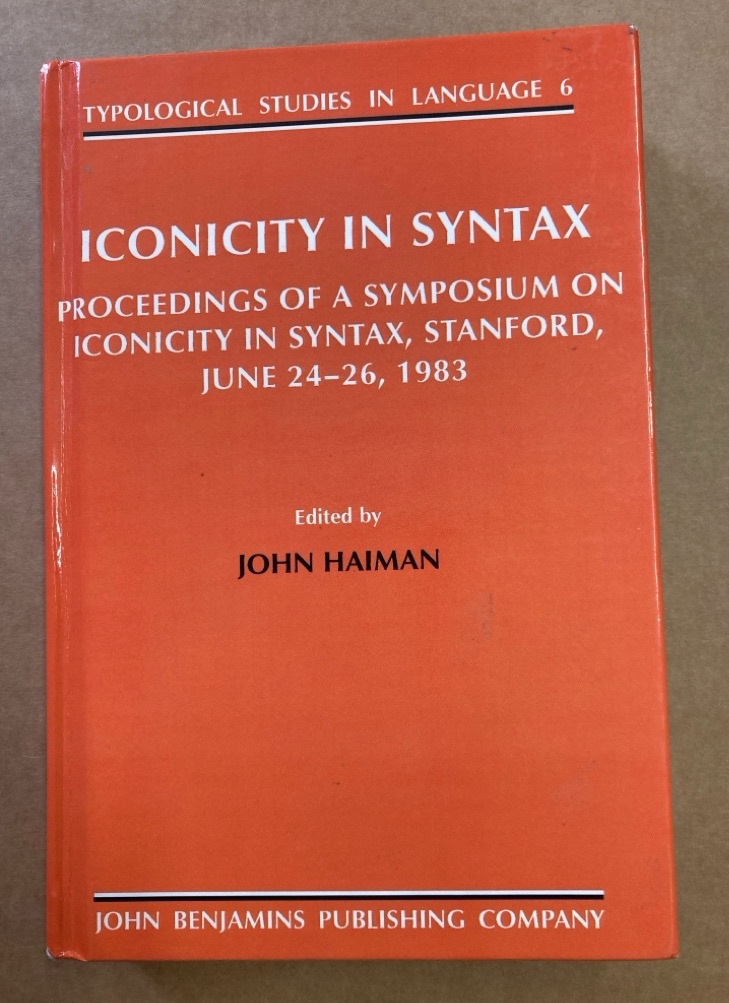 TYPOLOGICAL STUDIES IN LANGUAGE 6
ICONICITY IN SYNTAX
PROCEEDINGS OF A SYMPOSIUM ON
ICONICITY IN SYNTAX, STANFORD,
JUNE 24–26, 1983
Edited by
JOHN HAIMAN
JOHN BENJAMINS PUBLISHING COMPANY